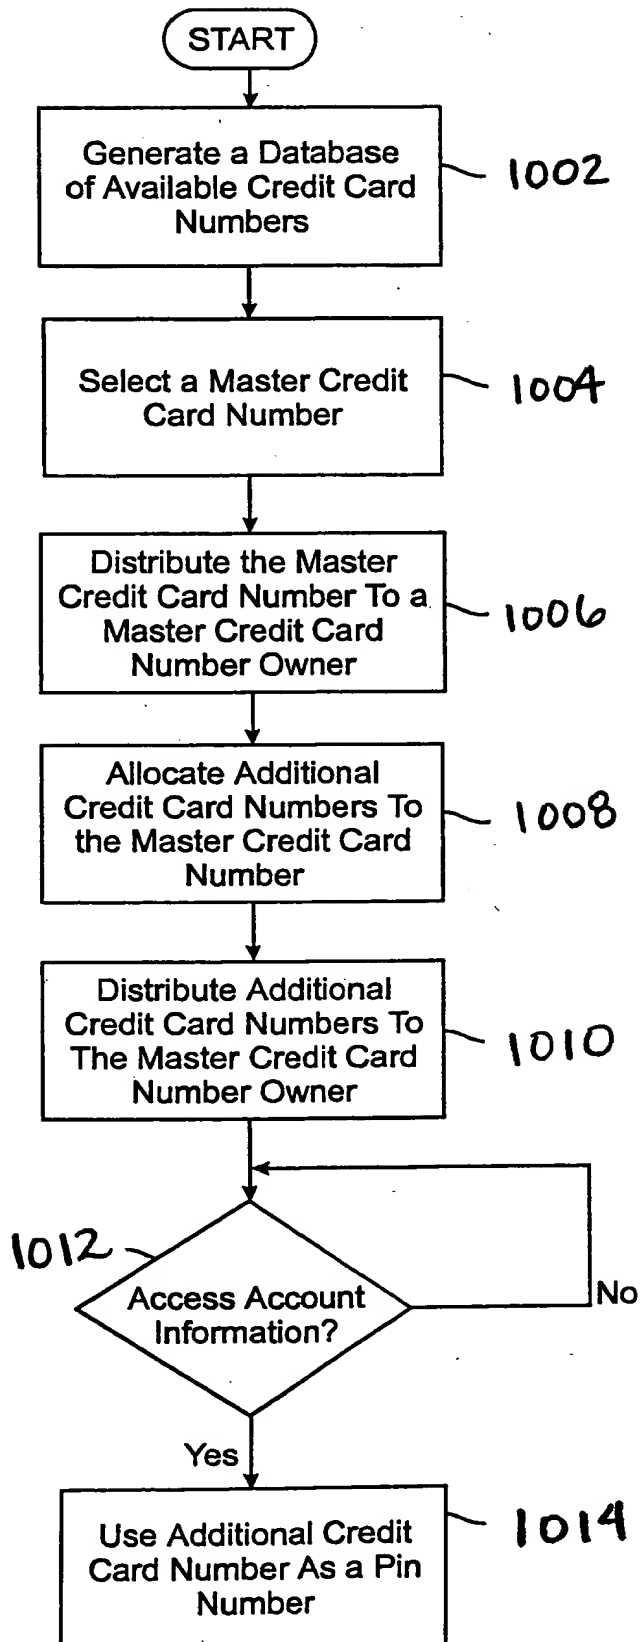 START
Generate a Database
of Available Credit Card
Numbers
1002
Select a Master Credit
Card Number
1004
Distribute the Master
Credit Card Number To a
Master Credit Card
Number Owner
1006
Allocate Additional
Credit Card Numbers To
the Master Credit Card
Number
1008
Distribute Additional
Credit Card Numbers To
The Master Credit Card
Number Owner
1010
1012
Access Account
Information?
No
Yes
Use Additional Credit
Card Number As a Pin
Number
1014